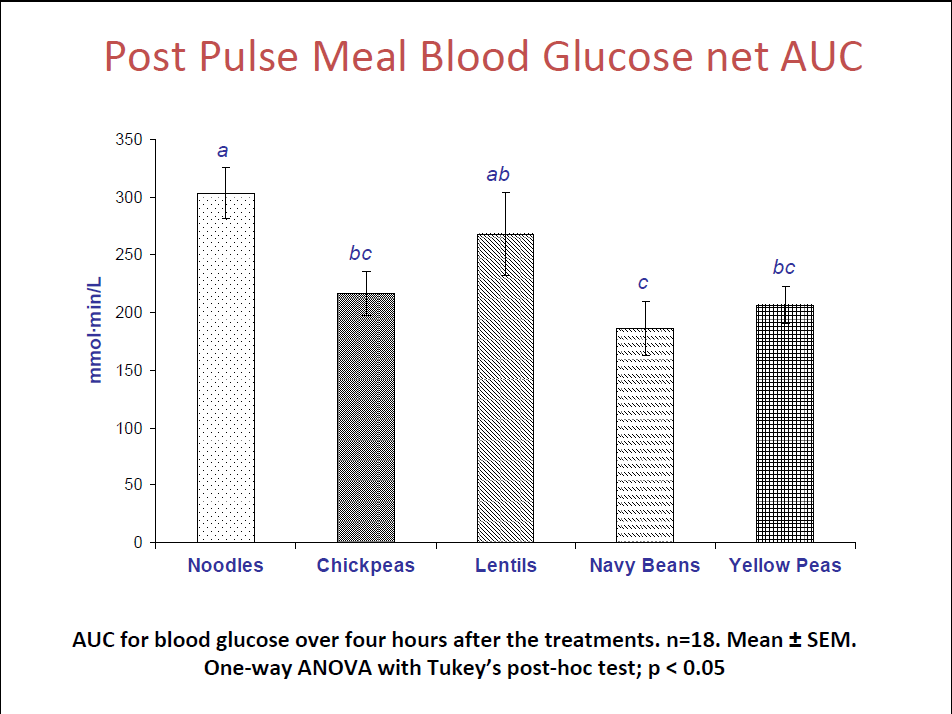 Post Pulse Meal Blood Glucose net AUC
350
300
250
200
150
100
50
0
mmol·min/L
a
bc
ab
c
bc
Noodles
Chickpeas
Lentils
Navy Beans
Yellow Peas
AUC for blood glucose over four hours after the treatments. n=18. Mean ± SEM.
One-way ANOVA with Tukey’s post-hoc test; p < 0.05